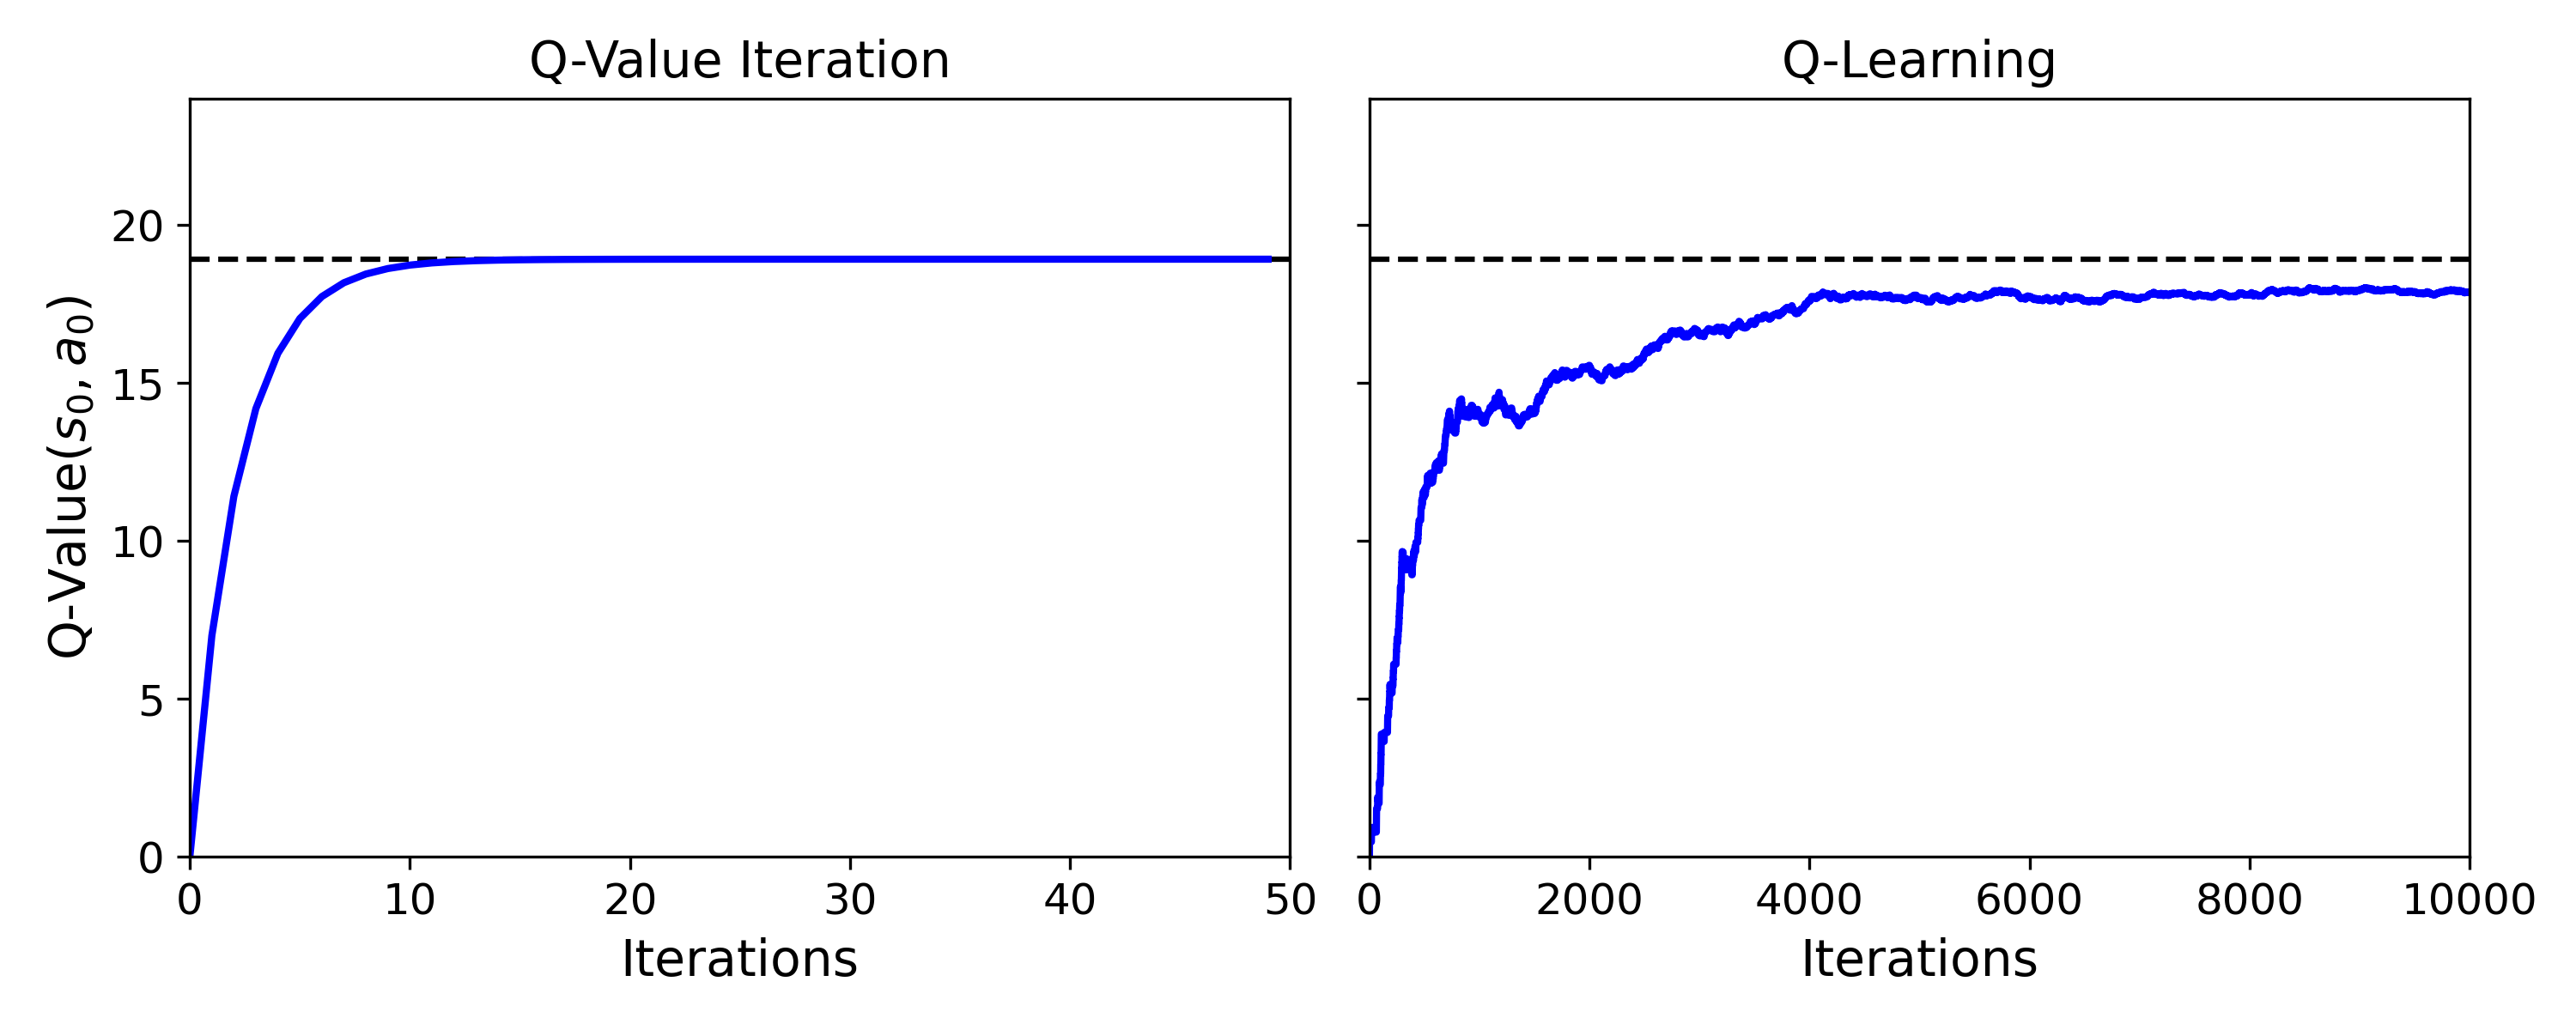 Q-Value Iteration
Q-Learning
Q-Value(s₀, a₀)
20
15
10
5
0
0 10 20 30 40 50
0 2000 4000 6000 8000 10000
Iterations
Iterations